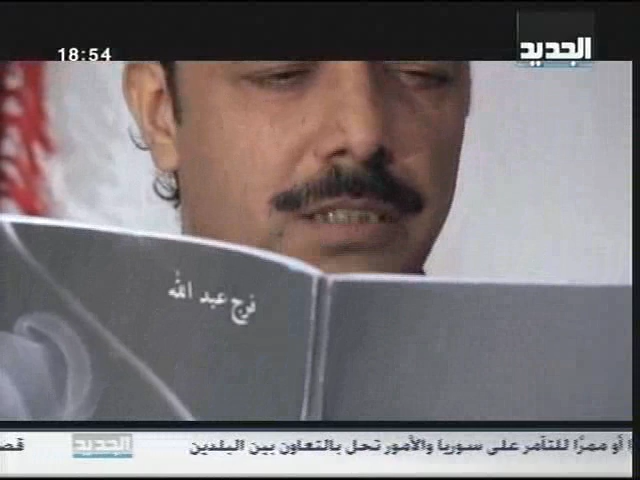 18:54
الجديد
فرج عبد الله
أو ممرًا للتآمر على سوريا والأمور تحل بالتعاون بين البلدين
الجديد